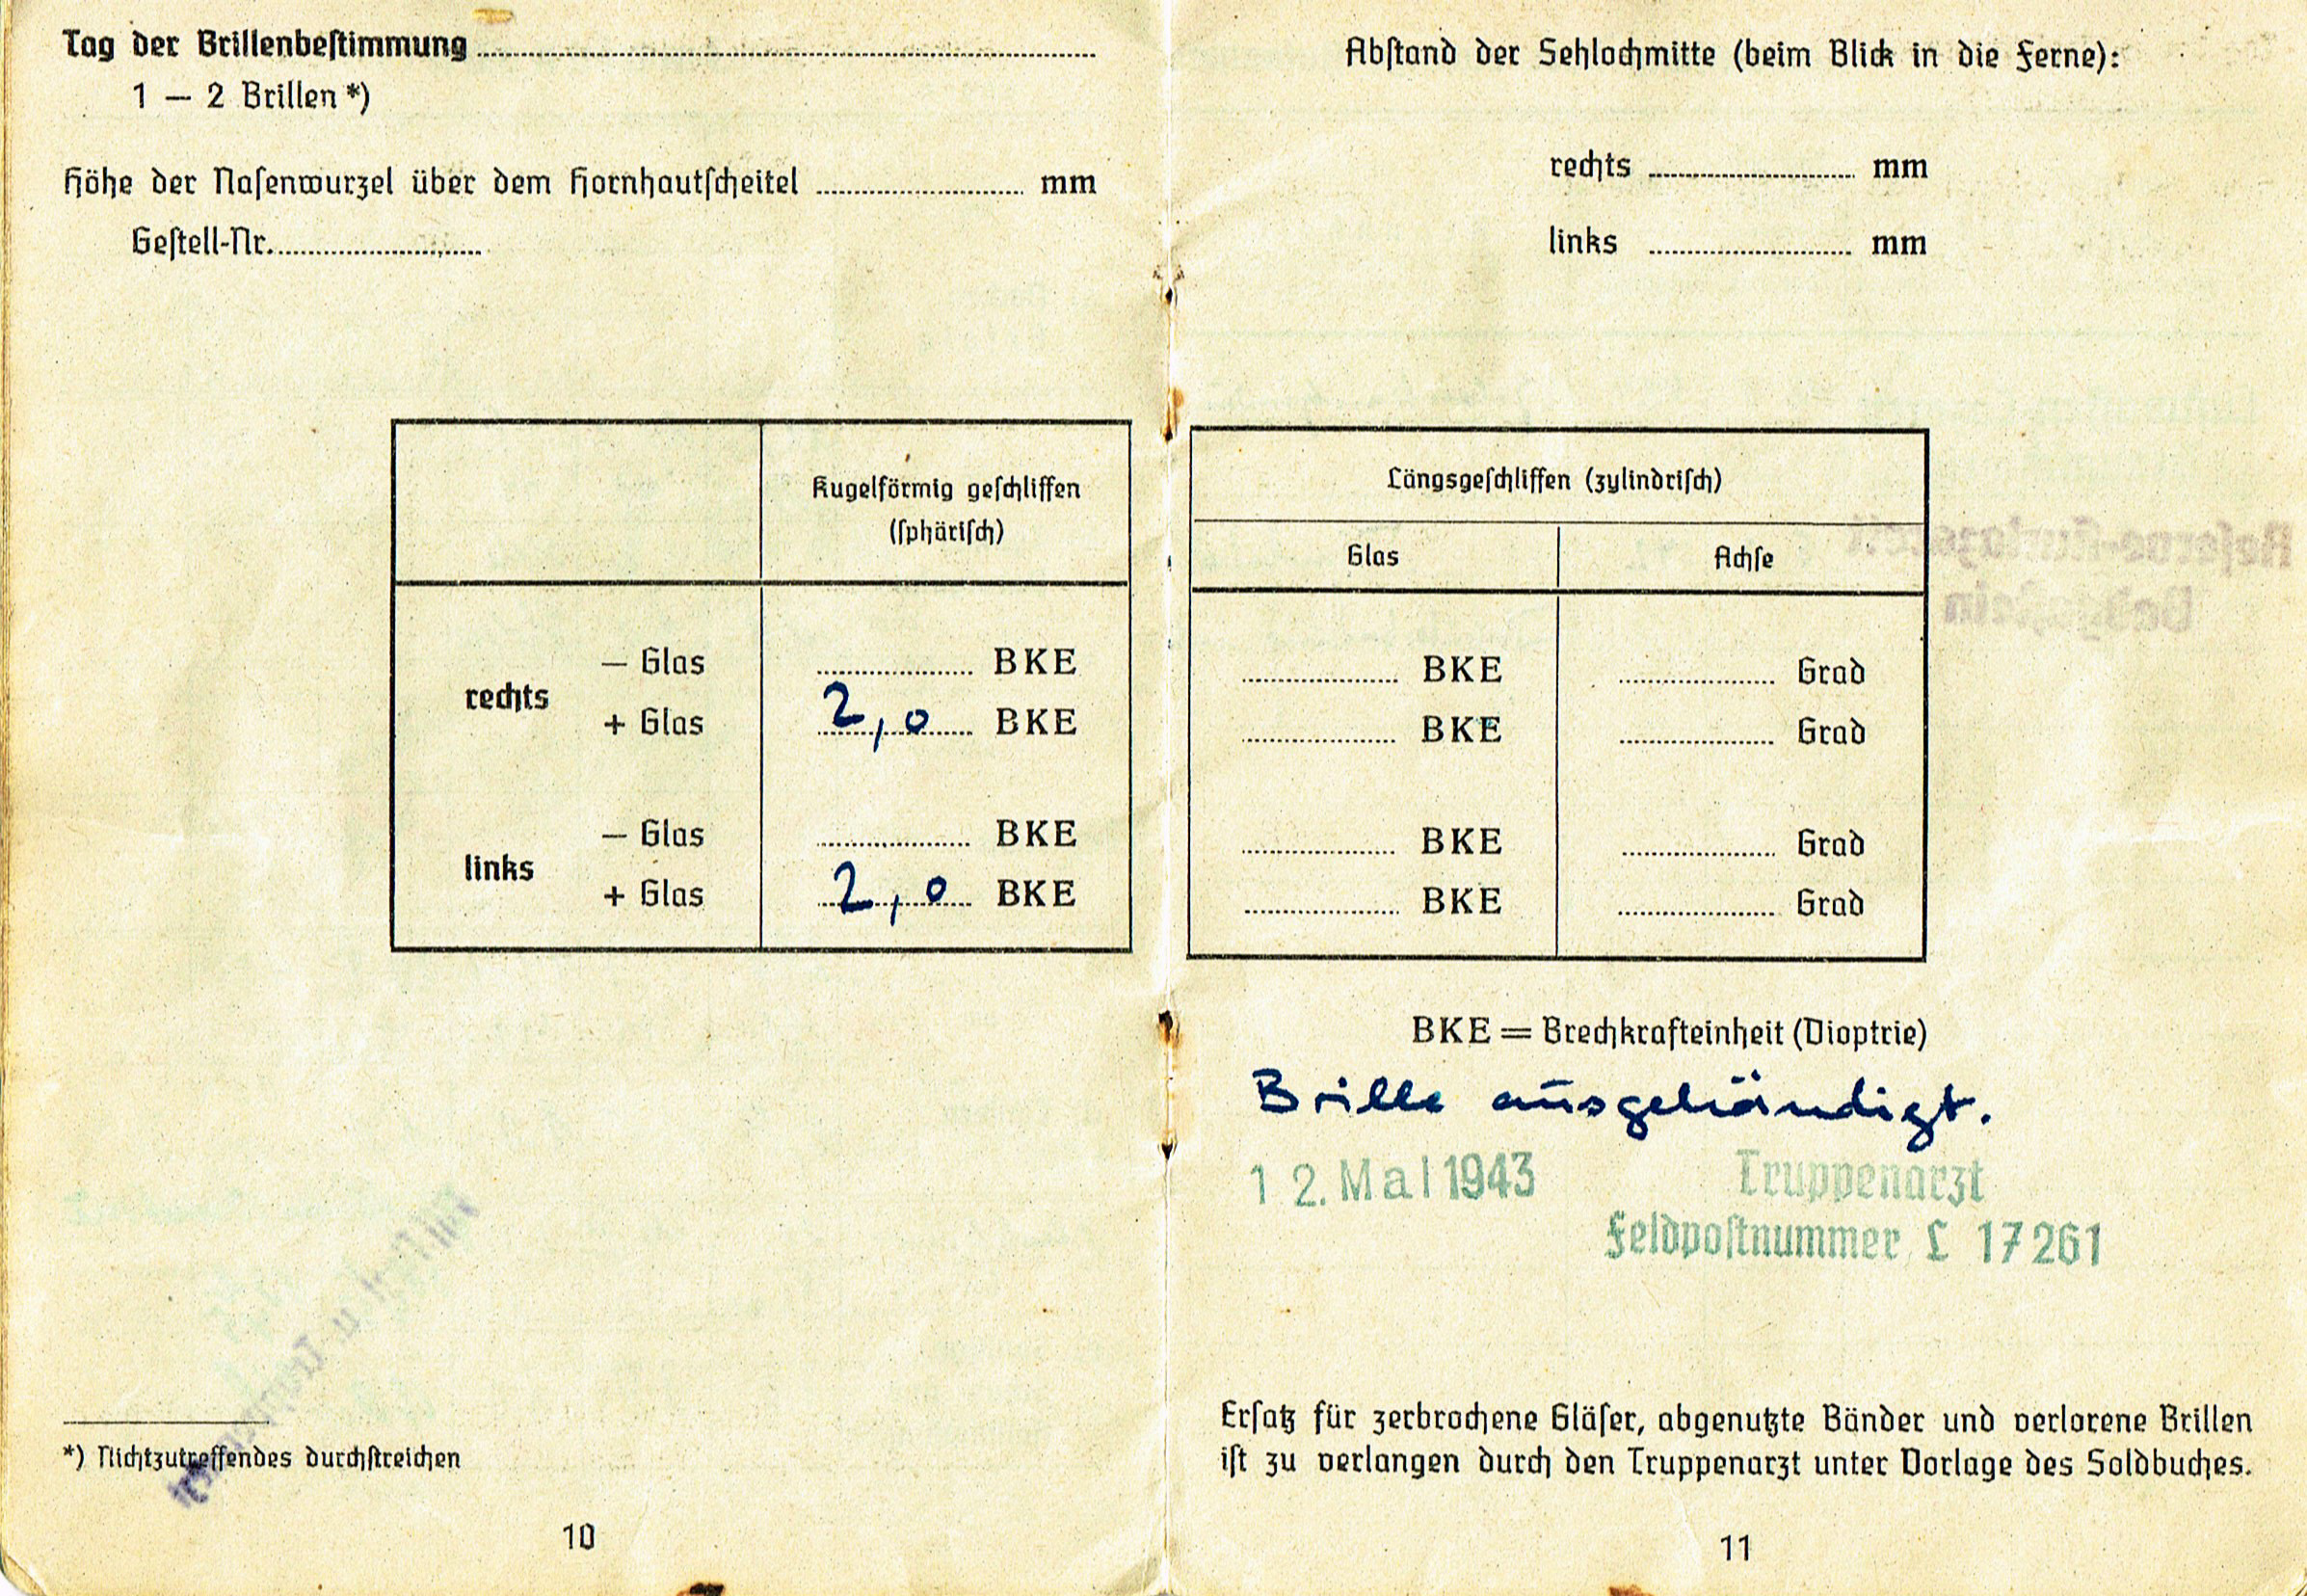 Tag der Brillenbestimmung
1 — 2 Brillen *)
Höhe der Nasenwurzel über dem Hornhautscheitel mm
Gestell-Nr.
Kugelförmig geschliffen
(sphärisch)
— Glas BKE
rechts
+ Glas 2,0 BKE
— Glas BKE
links
+ Glas 2,0 BKE
*) Nichtzutreffendes durchstreichen
10
Abstand der Sehlochmitte (beim Blick in die Ferne):
rechts mm
links mm
Längsgeschliffen (zylindrisch)
Glas Achse
BKE Grad
BKE Grad
BKE Grad
BKE Grad
BKE = Brechkrafteinheit (Dioptrie)
Brille ausgehändigt.
12. Mai 1943 Truppenarzt
Feldpostnummer L 17261
Ersatz für zerbrochene Gläser, abgenutzte Bänder und verlorene Brillen
ist zu verlangen durch den Truppenarzt unter Vorlage des Soldbuches.
11